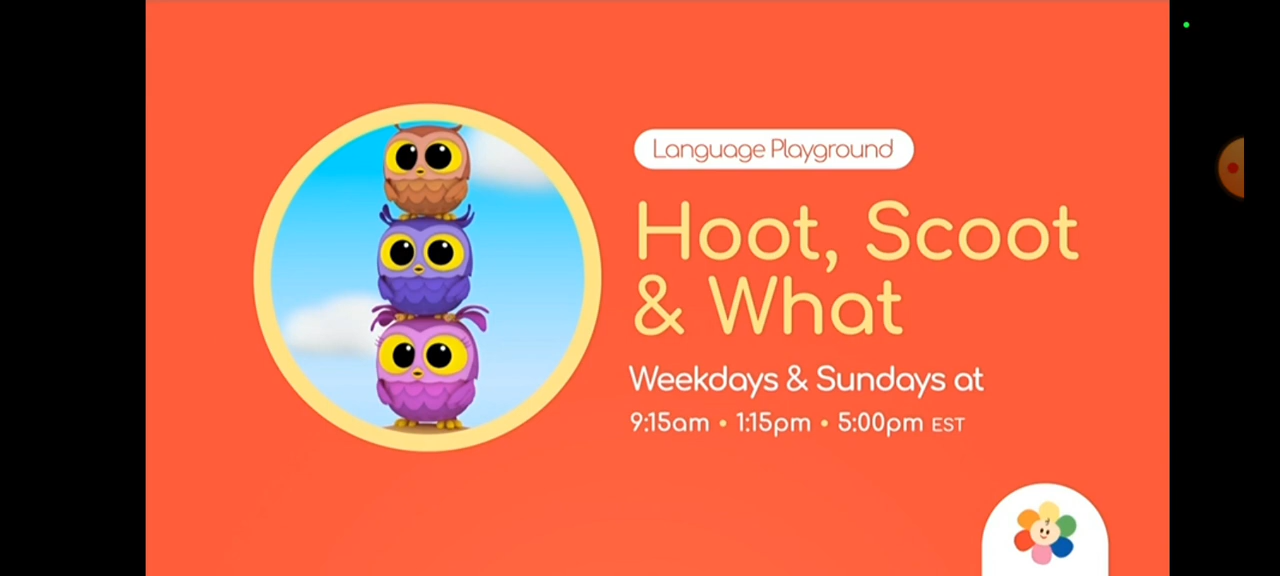 Language Playground
Hoot, Scoot
& What
Weekdays & Sundays at
9:15am • 1:15pm • 5:00pm EST